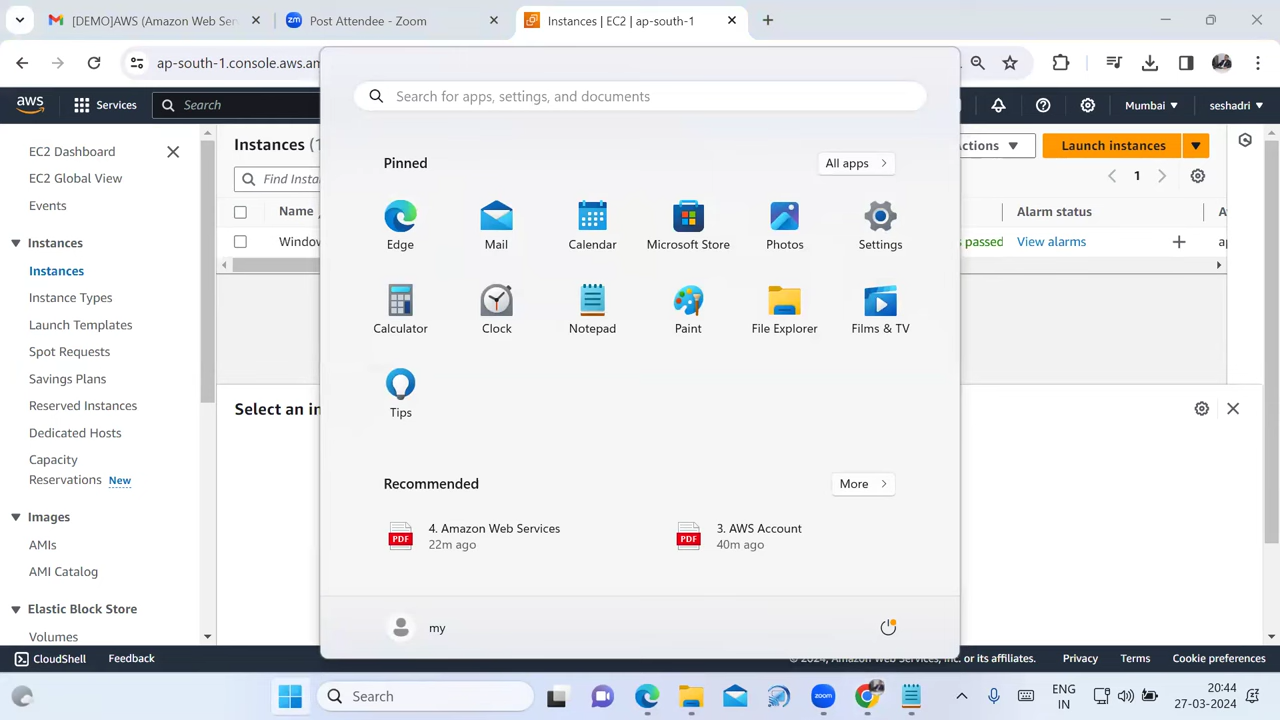 [DEMO]AWS (Amazon Web Ser
Post Attendee - Zoom
Instances | EC2 | ap-south-1
ap-south-1.console.aws.am
Search for apps, settings, and documents
aws
Services
Search
Mumbai
seshadri
EC2 Dashboard
EC2 Global View
Events
Instances
Instances
Instance Types
Launch Templates
Spot Requests
Savings Plans
Reserved Instances
Dedicated Hosts
Capacity
Reservations New
Images
AMIs
AMI Catalog
Elastic Block Store
Volumes
Instances (1
Find Insta
Name
Window
Select an in
Launch instances
1
Alarm status
passed
View alarms
Pinned
All apps
Edge
Mail
Calendar
Microsoft Store
Photos
Settings
Calculator
Clock
Notepad
Paint
File Explorer
Films & TV
Tips
Recommended
More
PDF
4. Amazon Web Services
22m ago
PDF
3. AWS Account
40m ago
my
CloudShell
Feedback
© 2024, Amazon Web Services, Inc. or its affiliates.
Privacy
Terms
Cookie preferences
Search
zoom
ENG
IN
20:44
27-03-2024